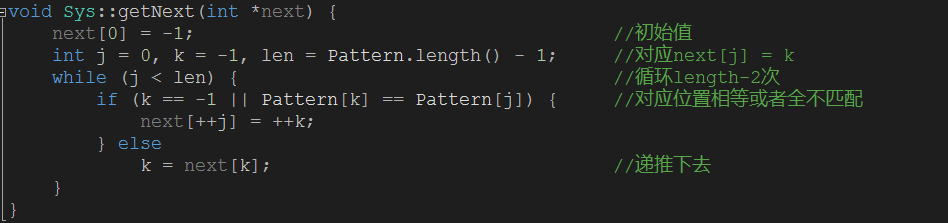 void Sys::getNext(int *next) {
    next[0] = -1; //初始值
    int j = 0, k = -1, len = Pattern.length() - 1; //对应next[j] = k
    while (j < len) { //循环length-2次
        if (k == -1 || Pattern[k] == Pattern[j]) { //对应位置相等或者全不匹配
            next[++j] = ++k;
        } else
            k = next[k]; //递推下去
    }
}